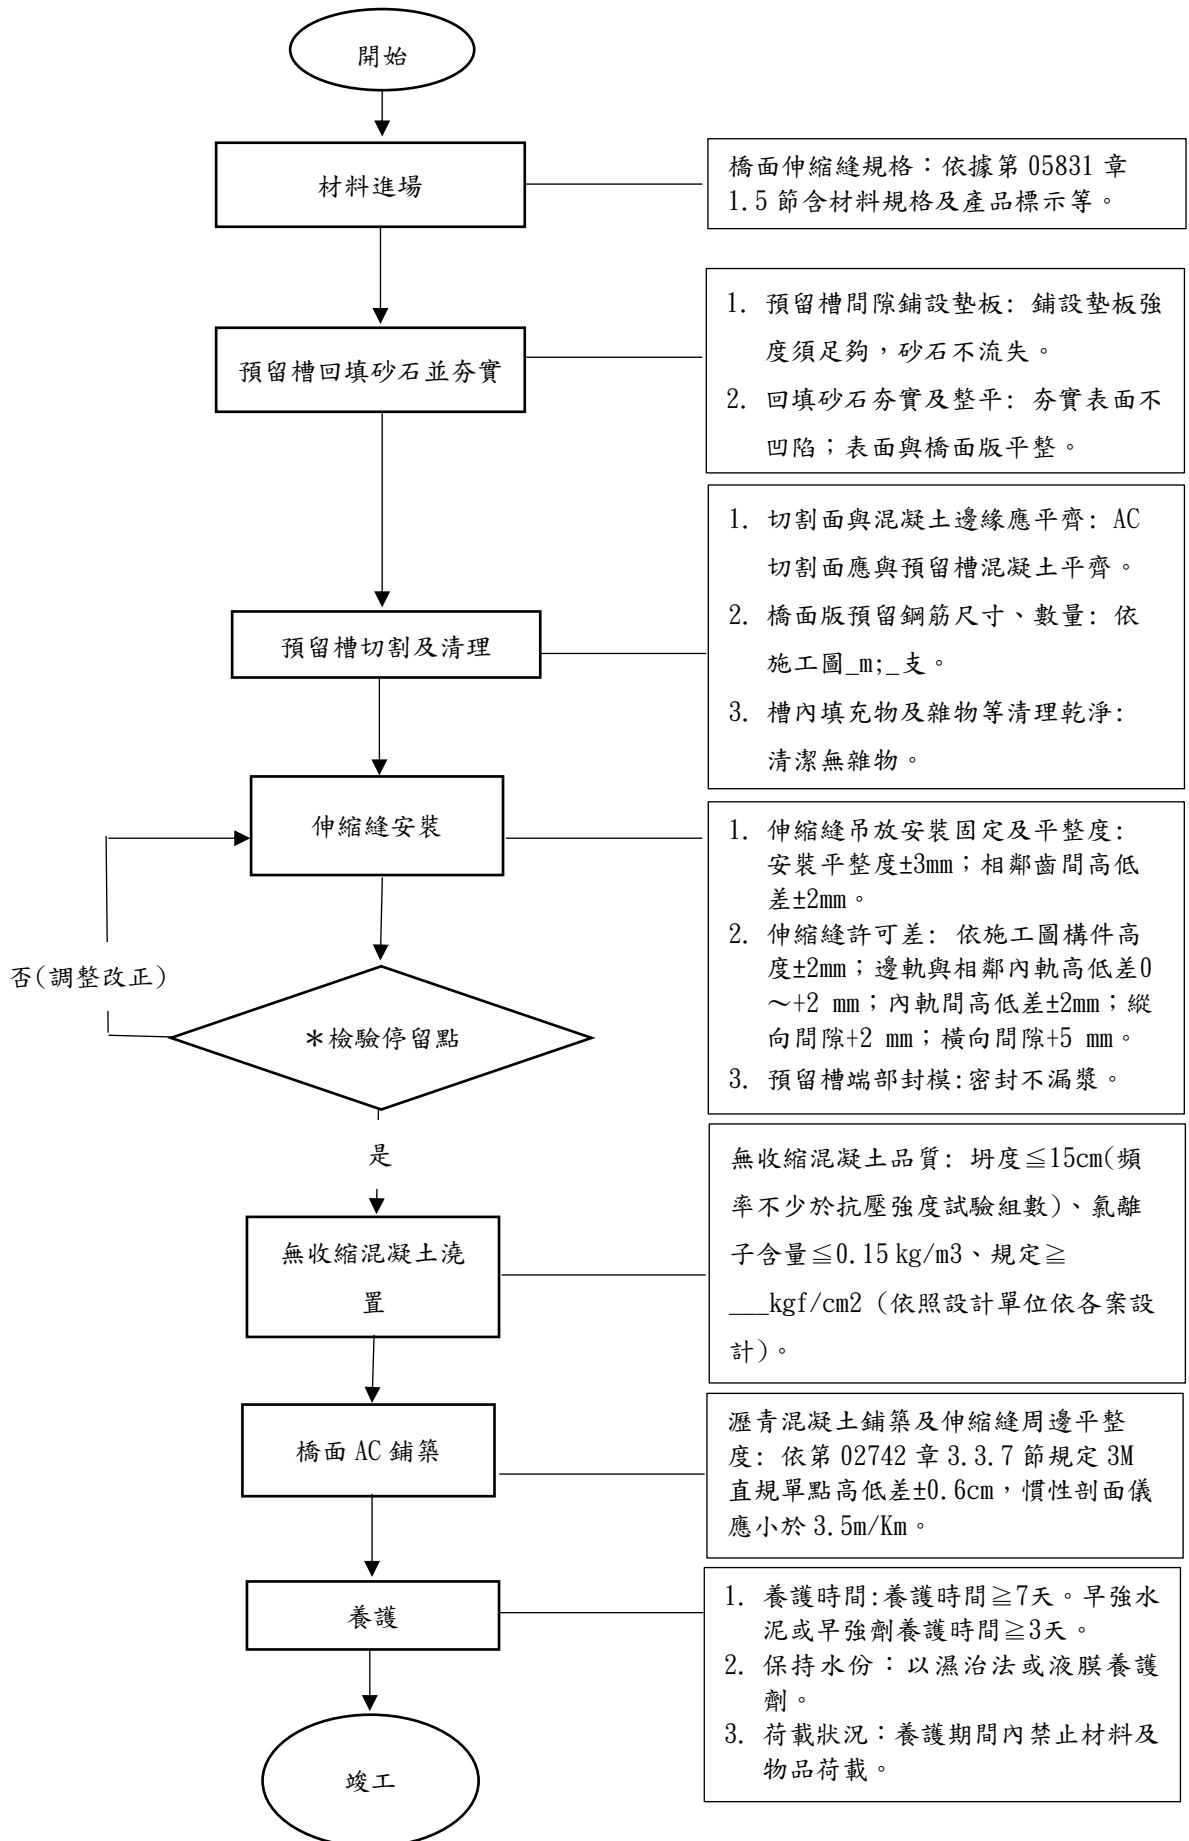 開始
材料進場
橋面伸縮縫規格：依據第 05831 章
1.5 節含材料規格及產品標示等。
預留槽回填砂石並夯實
1. 預留槽間隙鋪設墊板: 鋪設墊板強
度須足夠，砂石不流失。
2. 回填砂石夯實及整平: 夯實表面不
凹陷；表面與橋面版平整。
預留槽切割及清理
1. 切割面與混凝土邊緣應平齊: AC
切割面應與預留槽混凝土平齊。
2. 橋面版預留鋼筋尺寸、數量: 依
施工圖_m;_支。
3. 槽內填充物及雜物等清理乾淨:
清潔無雜物。
伸縮縫安裝
1. 伸縮縫吊放安裝固定及平整度:
安裝平整度±3mm；相鄰齒間高低
差±2mm。
2. 伸縮縫許可差: 依施工圖構件高
度±2mm；邊軌與相鄰內軌高低差0
～+2 mm；內軌間高低差±2mm；縱
向間隙+2 mm；橫向間隙+5 mm。
3. 預留槽端部封模:密封不漏漿。
否(調整改正)
＊檢驗停留點
是
無收縮混凝土澆
置
無收縮混凝土品質: 坍度≦15cm(頻
率不少於抗壓強度試驗組數)、氯離
子含量≦0.15 kg/m3、規定≧
___kgf/cm2 (依照設計單位依各案設
計)。
橋面 AC 鋪築
瀝青混凝土鋪築及伸縮縫周邊平整
度: 依第 02742 章 3.3.7 節規定 3M
直規單點高低差±0.6cm，慣性剖面儀
應小於 3.5m/Km。
養護
1. 養護時間:養護時間≧7天。早強水
泥或早強劑養護時間≧3天。
2. 保持水份：以濕治法或液膜養護
劑。
3. 荷載狀況：養護期間內禁止材料及
物品荷載。
竣工